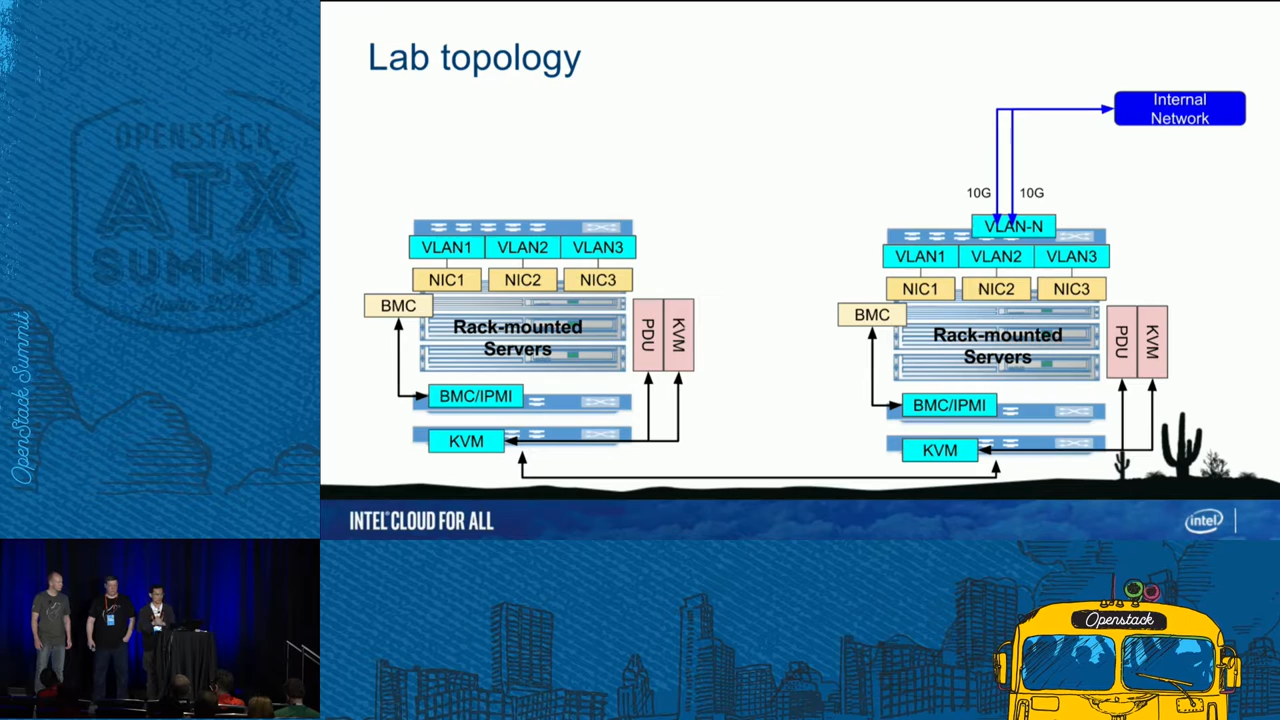 OPENSTACK
ATX
SUMMIT
OpenStack Summit
Lab topology
Internal
Network
10G
10G
VLAN1
VLAN2
VLAN3
NIC1
NIC2
NIC3
BMC
Rack-mounted
Servers
PDU
KVM
BMC/IPMI
KVM
VLAN-N
VLAN1
VLAN2
VLAN3
NIC1
NIC2
NIC3
BMC
Rack-mounted
Servers
PDU
KVM
BMC/IPMI
KVM
INTEL® CLOUD FOR ALL
intel
Openstack